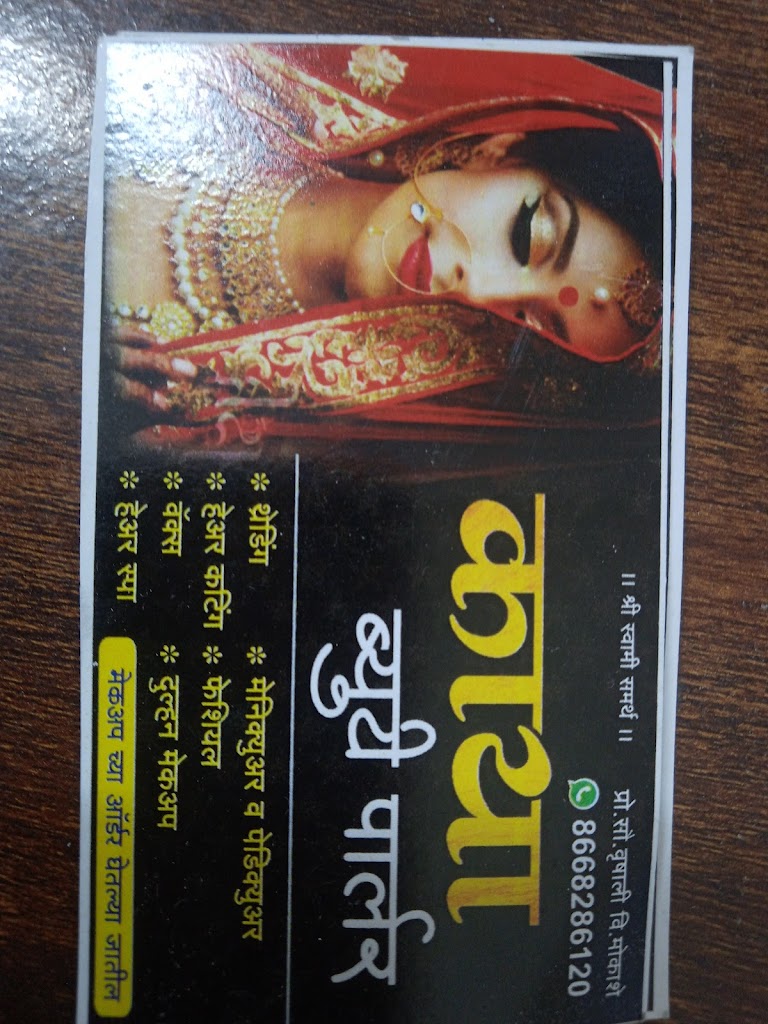 ।। श्री स्वामी समर्थ ।।
प्रो.सौ.वृषाली वि.मोकाशे
8668286120
काया
ब्युटी पार्लर
* थ्रेडिंग * मेनिक्युअर व पेडिक्युअर
* हेअर कटिंग * फेशियल
* वॅक्स * दुल्हन मेकअप
* हेअर स्पा
मेकअप च्या ऑर्डर घेतल्या जातील